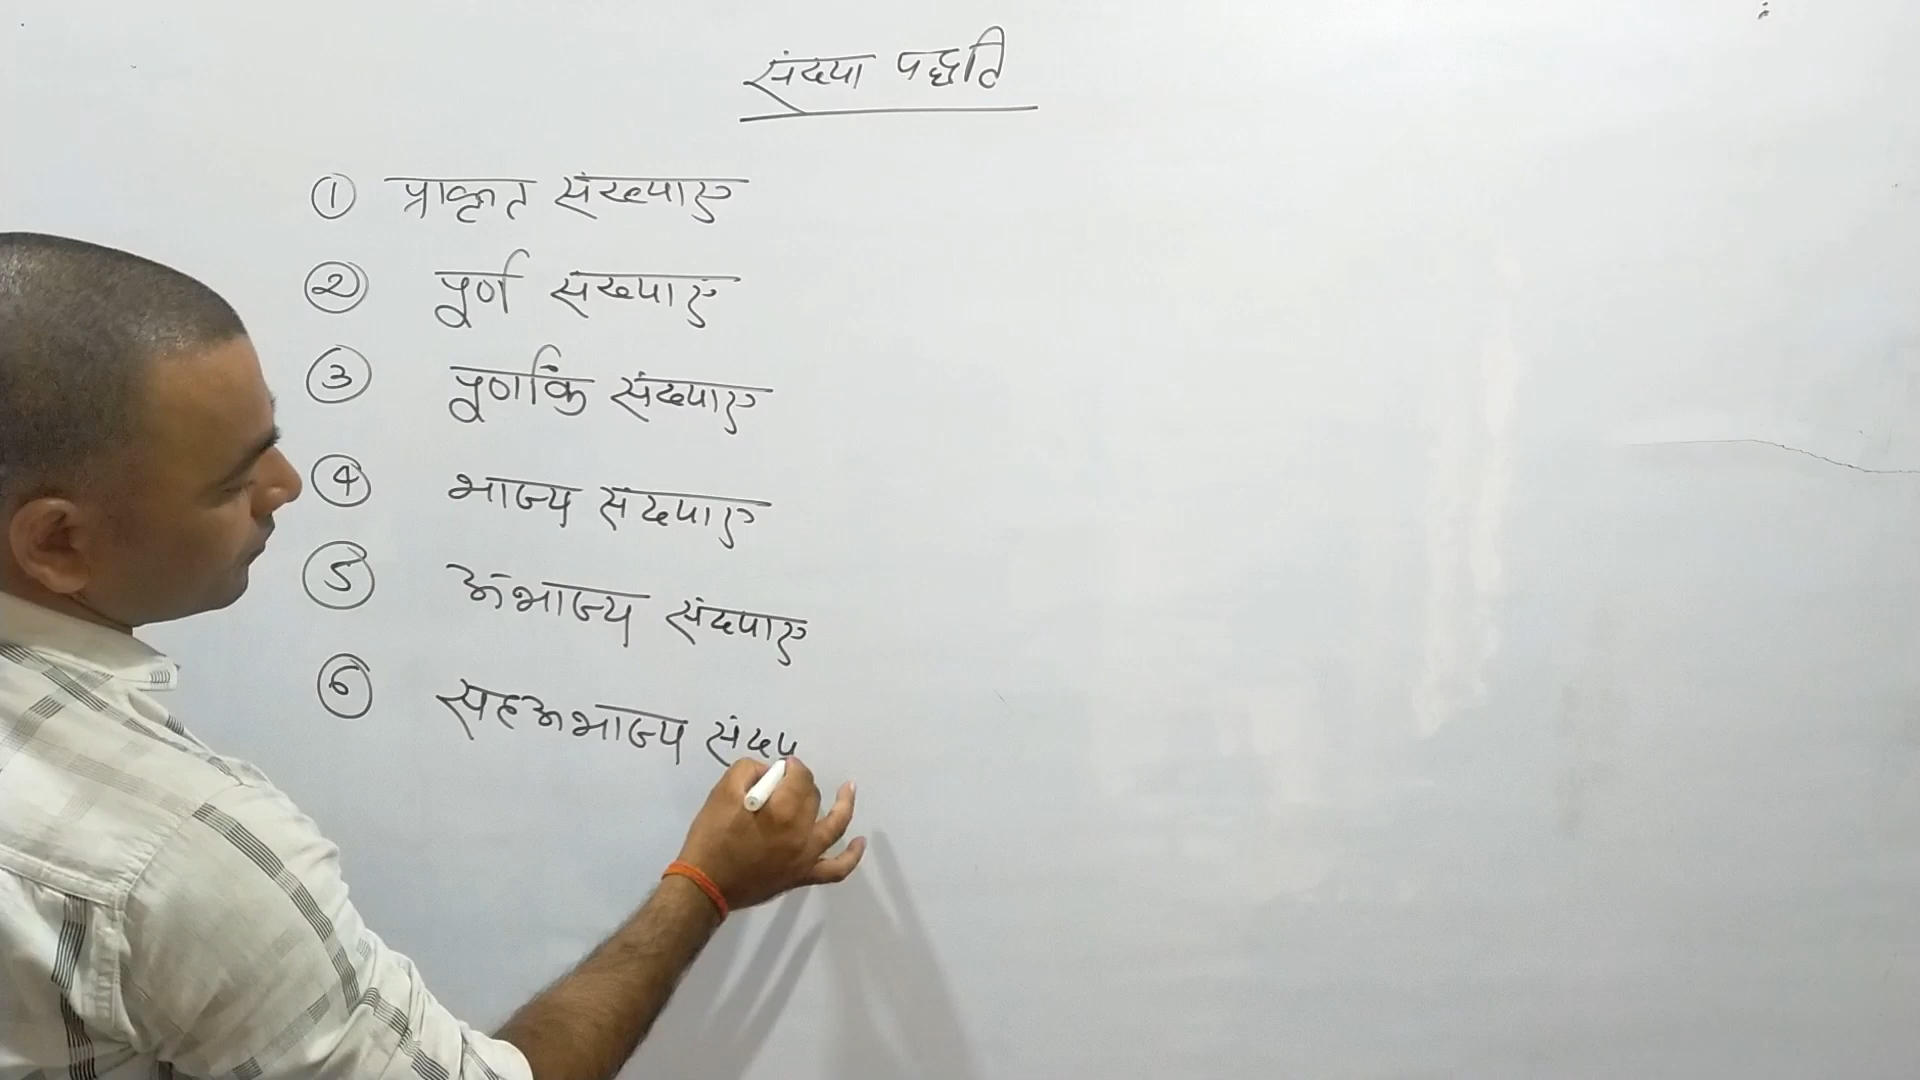 संख्या पद्धति
① प्राकृत संख्याए
② पूर्ण संख्याए
③ पूर्णांक संख्याए
④ भाज्य संख्याए
⑤ अभाज्य संख्याए
⑥ सहअभाज्य संख्य